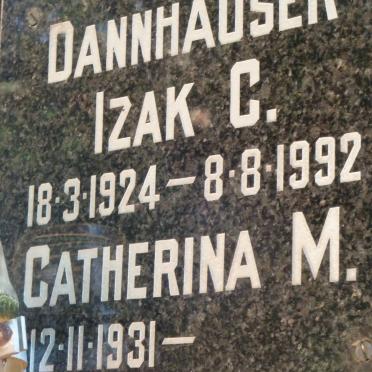 DANNHAUSER
IZAK C.
18·3·1924 – 8·8·1992
CATHERINA M.
12·11·1931 –